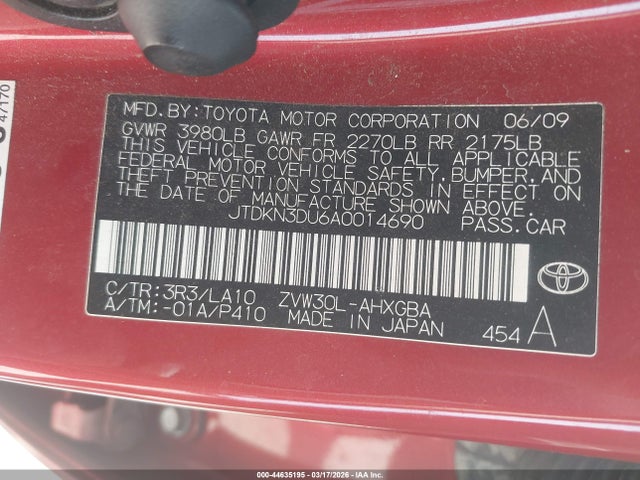 47170
MFD.BY:TOYOTA MOTOR CORPORATION 06/09
GVWR 3980LB GAWR FR 2270LB RR 2175LB
THIS VEHICLE CONFORMS TO ALL APPLICABLE
FEDERAL MOTOR VEHICLE SAFETY,BUMPER,AND
THEFT PREVENTION STANDARDS IN EFFECT ON
THE DATE OF MANUFACTURE SHOWN ABOVE.
JTDKN3DU6A0014690 PASS.CAR
C/TR:3R3/LA10 ZVW30L-AHXGBA
A/TM:-01A/P410 MADE IN JAPAN
454 A
000-44635195 - 03/17/2026 - IAA Inc.